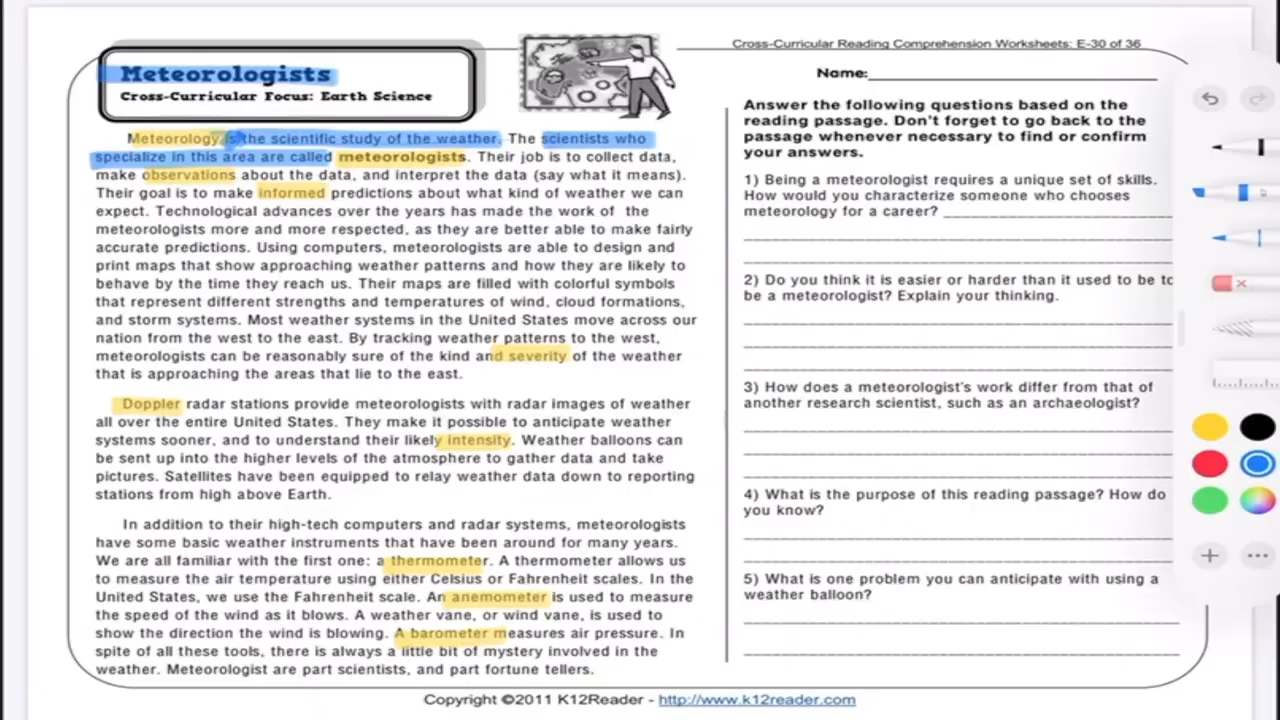 Cross-Curricular Reading Comprehension Worksheets: E-30 of 36
Meteorologists
Cross-Curricular Focus: Earth Science
Name:
Meteorology is the scientific study of the weather. The scientists who
specialize in this area are called meteorologists. Their job is to collect data,
make observations about the data, and interpret the data (say what it means).
Their goal is to make informed predictions about what kind of weather we can
expect. Technological advances over the years has made the work of the
meteorologists more and more respected, as they are better able to make fairly
accurate predictions. Using computers, meteorologists are able to design and
print maps that show approaching weather patterns and how they are likely to
behave by the time they reach us. Their maps are filled with colorful symbols
that represent different strengths and temperatures of wind, cloud formations,
and storm systems. Most weather systems in the United States move across our
nation from the west to the east. By tracking weather patterns to the west,
meteorologists can be reasonably sure of the kind and severity of the weather
that is approaching the areas that lie to the east.
Doppler radar stations provide meteorologists with radar images of weather
all over the entire United States. They make it possible to anticipate weather
systems sooner, and to understand their likely intensity. Weather balloons can
be sent up into the higher levels of the atmosphere to gather data and take
pictures. Satellites have been equipped to relay weather data down to reporting
stations from high above Earth.
In addition to their high-tech computers and radar systems, meteorologists
have some basic weather instruments that have been around for many years.
We are all familiar with the first one: a thermometer. A thermometer allows us
to measure the air temperature using either Celsius or Fahrenheit scales. In the
United States, we use the Fahrenheit scale. An anemometer is used to measure
the speed of the wind as it blows. A weather vane, or wind vane, is used to
show the direction the wind is blowing. A barometer measures air pressure. In
spite of all these tools, there is always a little bit of mystery involved in the
weather. Meteorologist are part scientists, and part fortune tellers.
Answer the following questions based on the
reading passage. Don't forget to go back to the
passage whenever necessary to find or confirm
your answers.
1) Being a meteorologist requires a unique set of skills.
How would you characterize someone who chooses
meteorology for a career?
2) Do you think it is easier or harder than it used to be to
be a meteorologist? Explain your thinking.
3) How does a meteorologist's work differ from that of
another research scientist, such as an archaeologist?
4) What is the purpose of this reading passage? How do
you know?
5) What is one problem you can anticipate with using a
weather balloon?
Copyright ©2011 K12Reader - http://www.k12reader.com